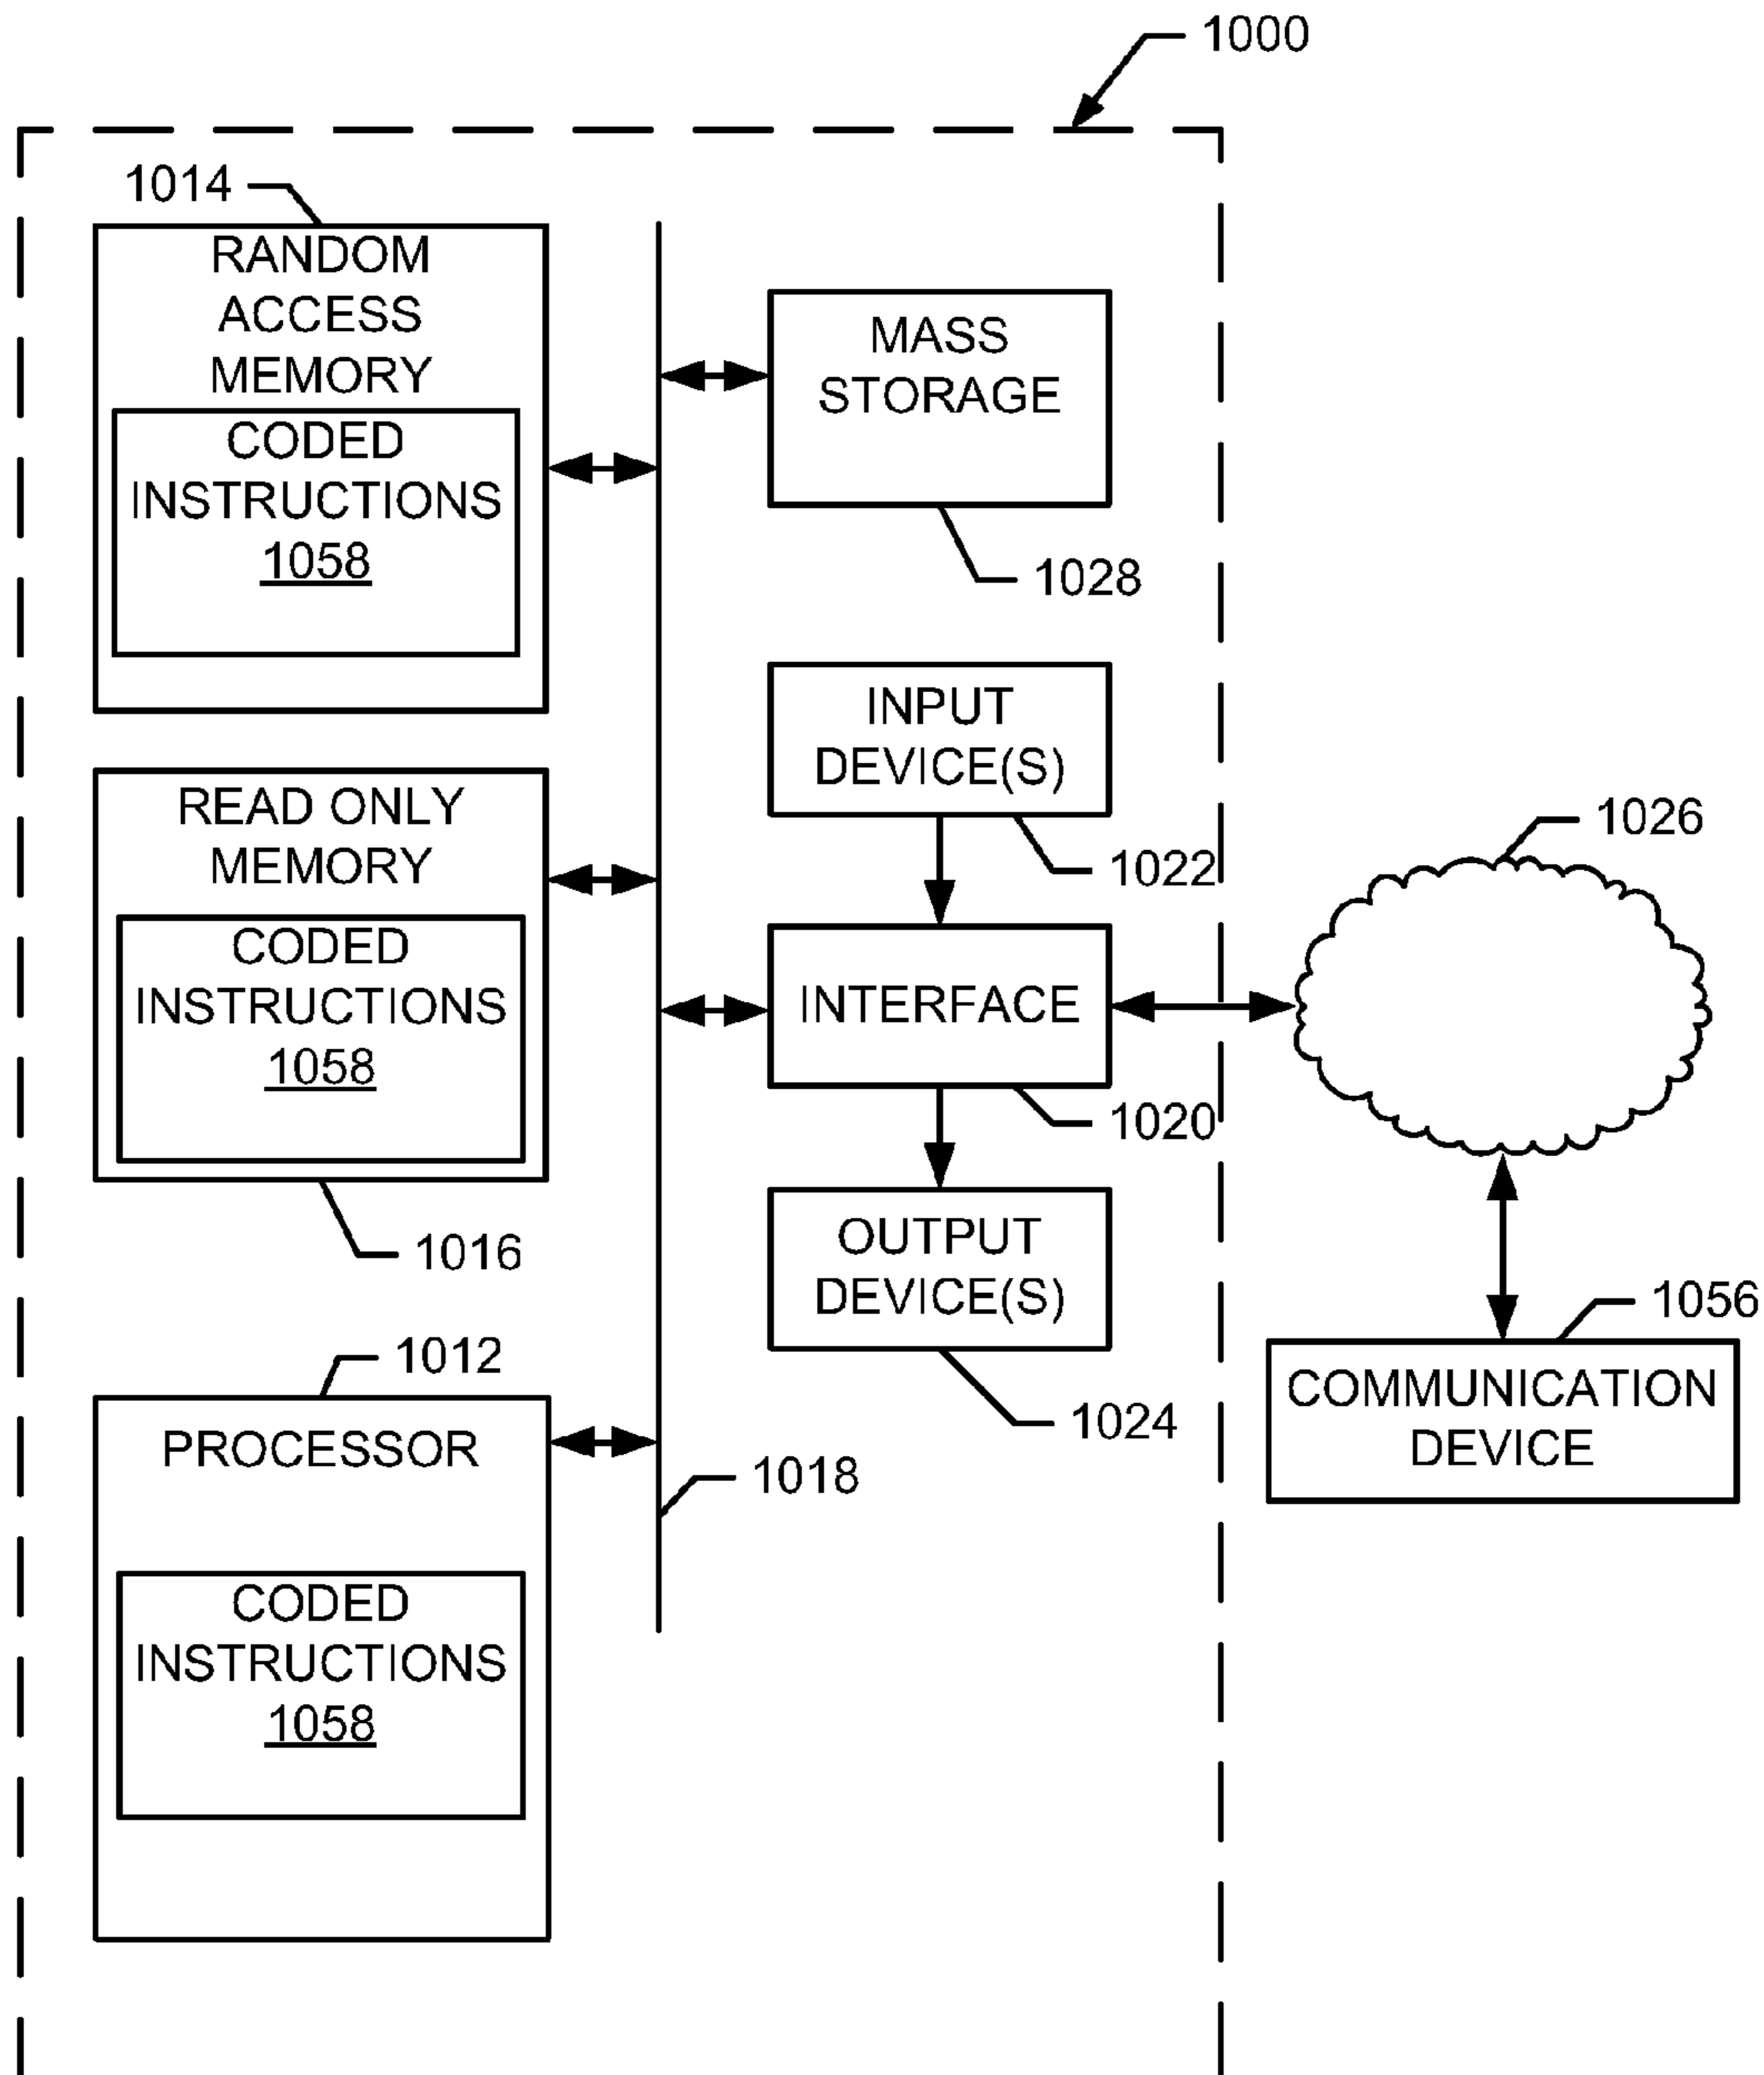 1000
1014
RANDOM
ACCESS
MEMORY
CODED
INSTRUCTIONS
1058
MASS
STORAGE
1028
INPUT
DEVICE(S)
1022
READ ONLY
MEMORY
CODED
INSTRUCTIONS
1058
1016
INTERFACE
1020
1026
OUTPUT
DEVICE(S)
1024
1056
COMMUNICATION
DEVICE
1012
PROCESSOR
CODED
INSTRUCTIONS
1058
1018